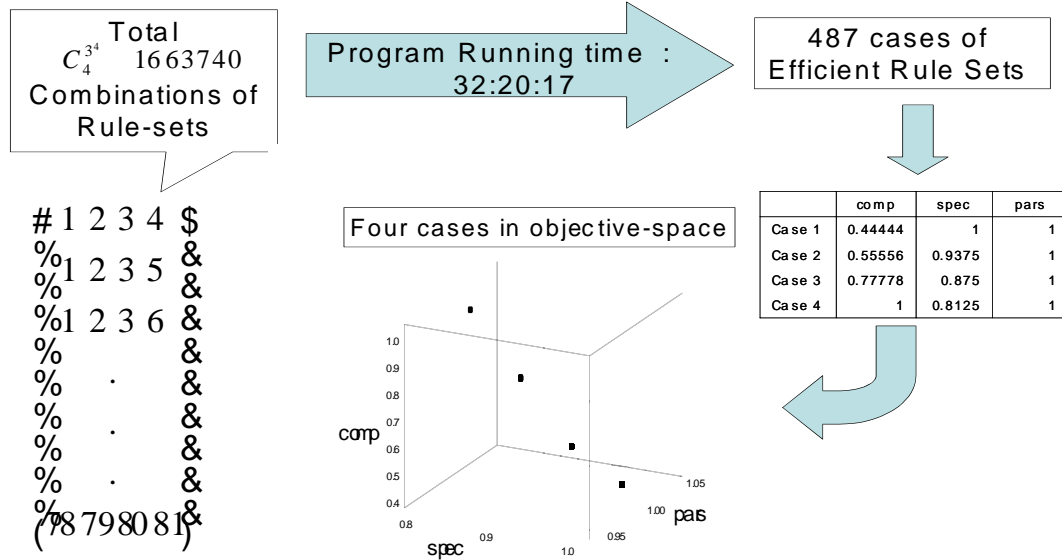 Total
C₄^{3⁴} 1663740
Combinations of
Rule-sets
Program Running time :
32:20:17
487 cases of
Efficient Rule Sets
# 1 2 3 4 $
% &
% 1 2 3 5 &
% 1 2 3 6 &
% &
% . &
% &
% . &
% &
% . &
% &
( 78 79 80 81 )
Four cases in objective-space
comp
1.0
0.9
0.8
0.7
0.6
0.5
0.4
0.8
0.9
1.0
spec
0.95
1.00
1.05
pars
comp spec pars
Case 1 0.44444 1 1
Case 2 0.55556 0.9375 1
Case 3 0.77778 0.875 1
Case 4 1 0.8125 1